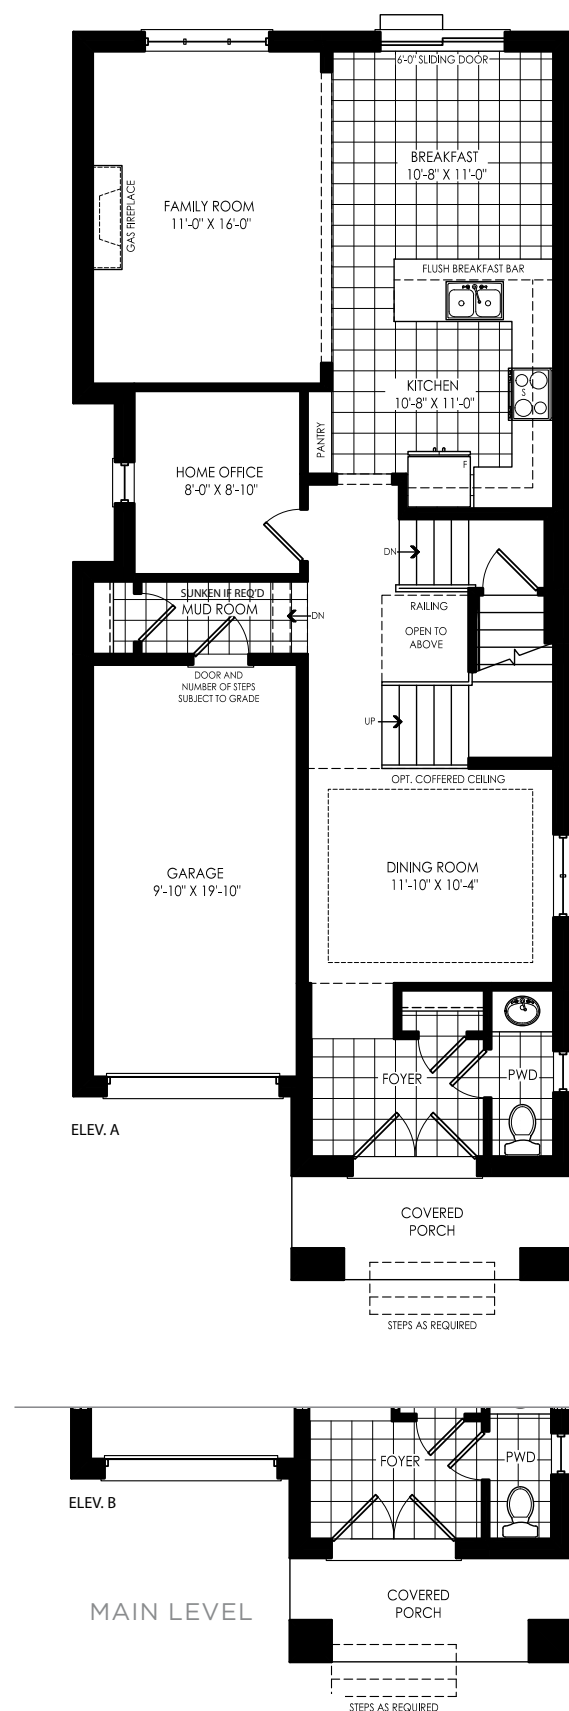 6'-0" SLIDING DOOR
BREAKFAST
10'-8" X 11'-0"
FAMILY ROOM
11'-0" X 16'-0"
GAS FIREPLACE
FLUSH BREAKFAST BAR
KITCHEN
10'-8" X 11'-0"
S
PANTRY
F
HOME OFFICE
8'-0" X 8'-10"
DN
SUNKEN IF REQ'D
MUD ROOM
DN
RAILING
OPEN TO
ABOVE
DOOR AND
NUMBER OF STEPS
SUBJECT TO GRADE
UP
OPT. COFFERED CEILING
GARAGE
9'-10" X 19'-10"
DINING ROOM
11'-10" X 10'-4"
FOYER
PWD
ELEV. A
COVERED
PORCH
STEPS AS REQUIRED
FOYER
PWD
ELEV. B
MAIN LEVEL
COVERED
PORCH
STEPS AS REQUIRED